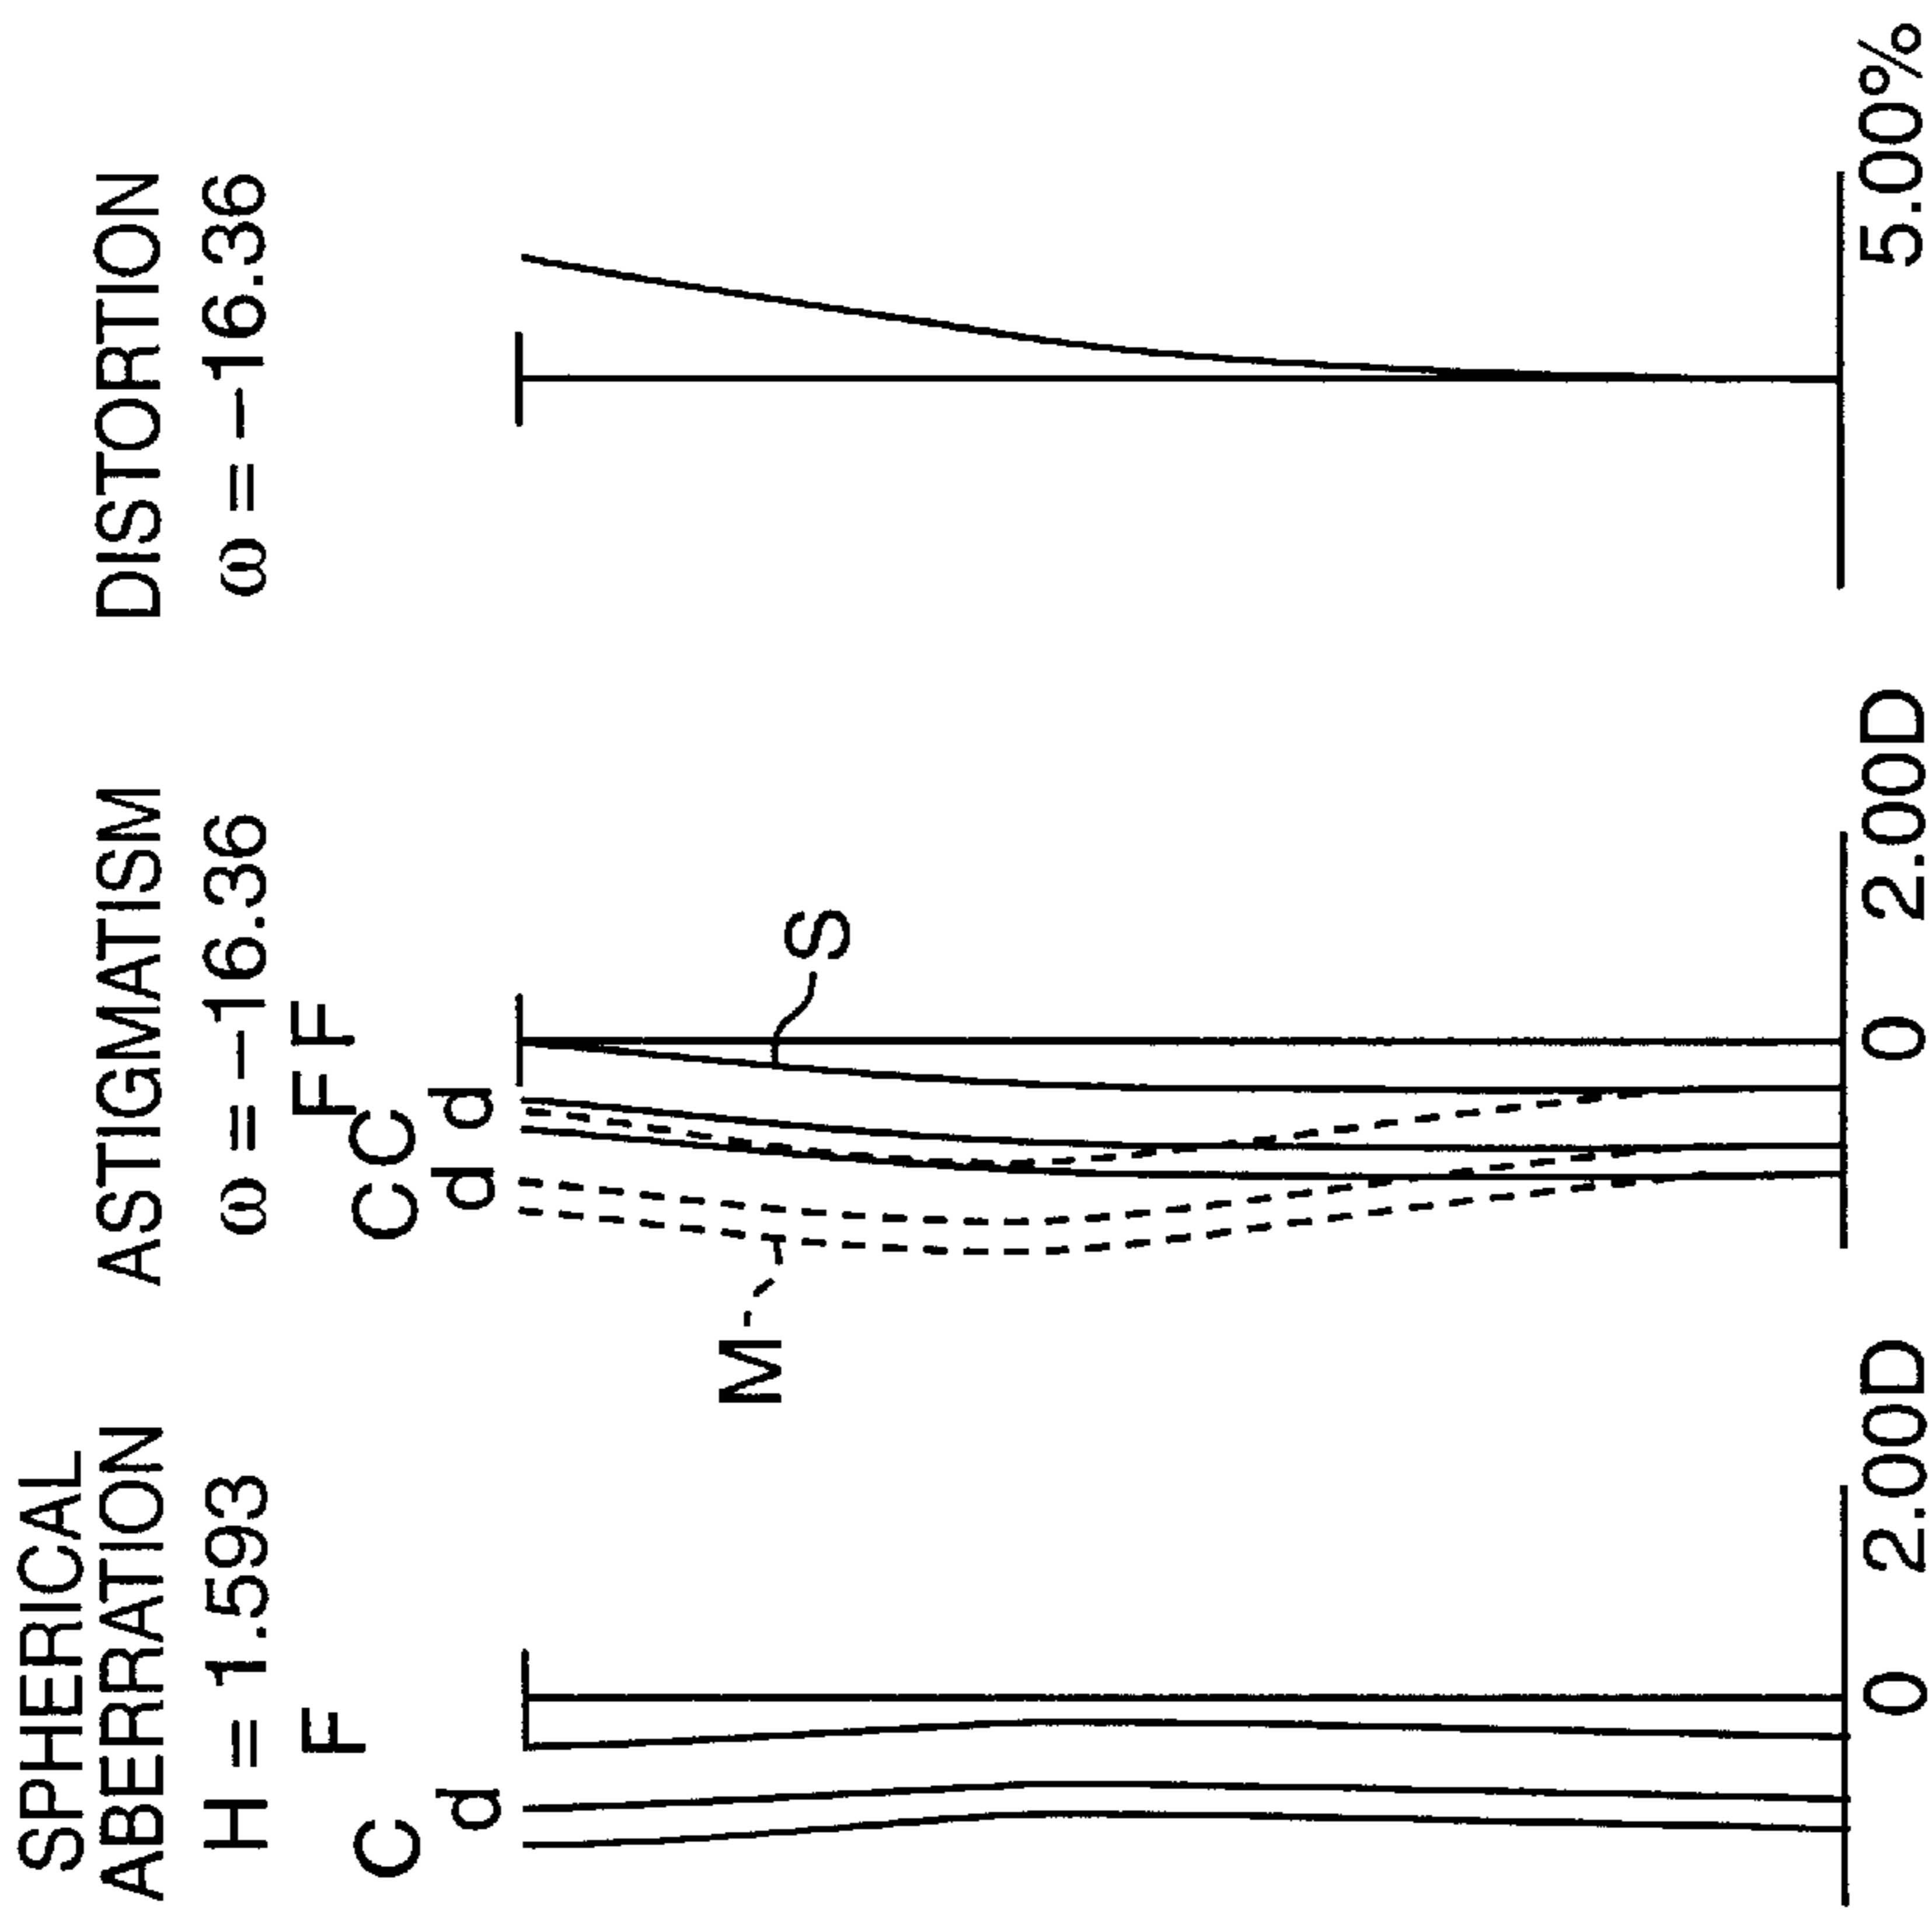 SPHERICAL
ABERRATION
H = 1.593
F
d
C
0 2.00D
ASTIGMATISM
ω = -16.36
F
F
C
d
C
d
M
S
0 2.00D
DISTORTION
ω = -16.36
5.00%